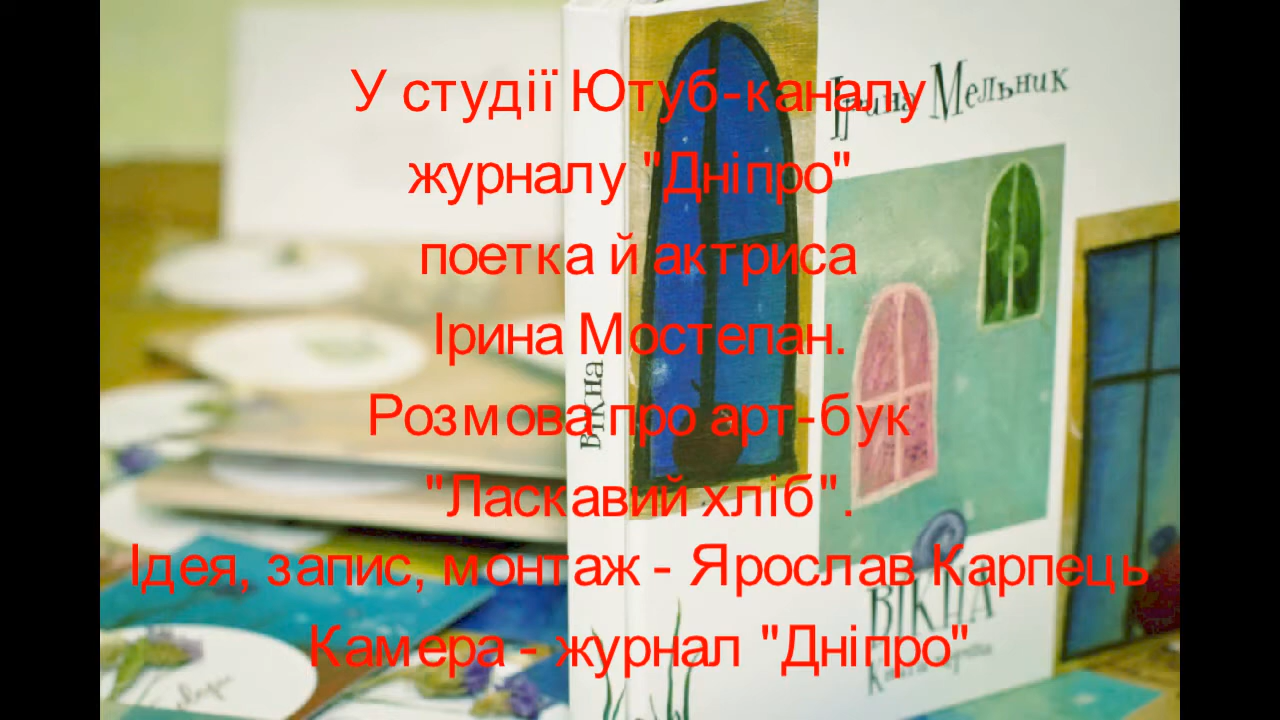 У студії Ютуб-каналу
журналу "Дніпро"
поетка й актриса
Ірина Мостепан.
Розмова про арт-бук
"Ласкавий хліб".
Ідея, запис, монтаж - Ярослав Карпець
Камера - журнал "Дніпро"
Ірина Мельник
Вікна
ВІКНА